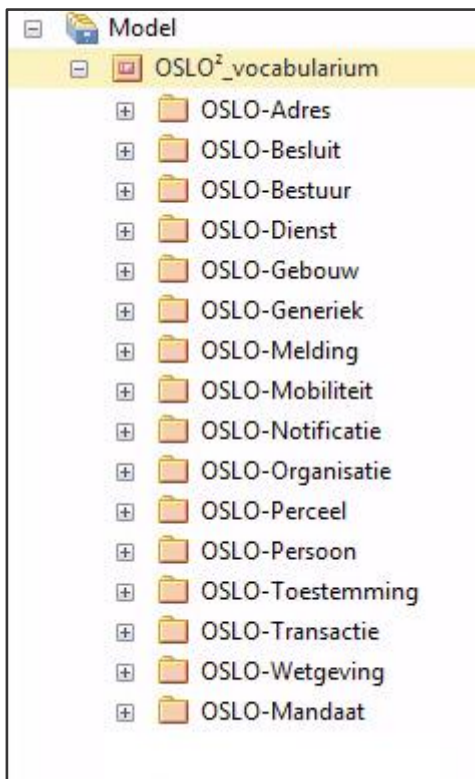 Model
OSLO²_vocabularium
OSLO-Adres
OSLO-Besluit
OSLO-Bestuur
OSLO-Dienst
OSLO-Gebouw
OSLO-Generiek
OSLO-Melding
OSLO-Mobiliteit
OSLO-Notificatie
OSLO-Organisatie
OSLO-Perceel
OSLO-Persoon
OSLO-Toestemming
OSLO-Transactie
OSLO-Wetgeving
OSLO-Mandaat